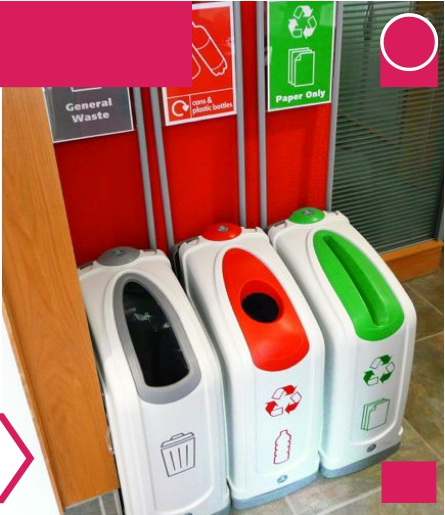 General
Waste
cans &
plastic bottles
Paper Only